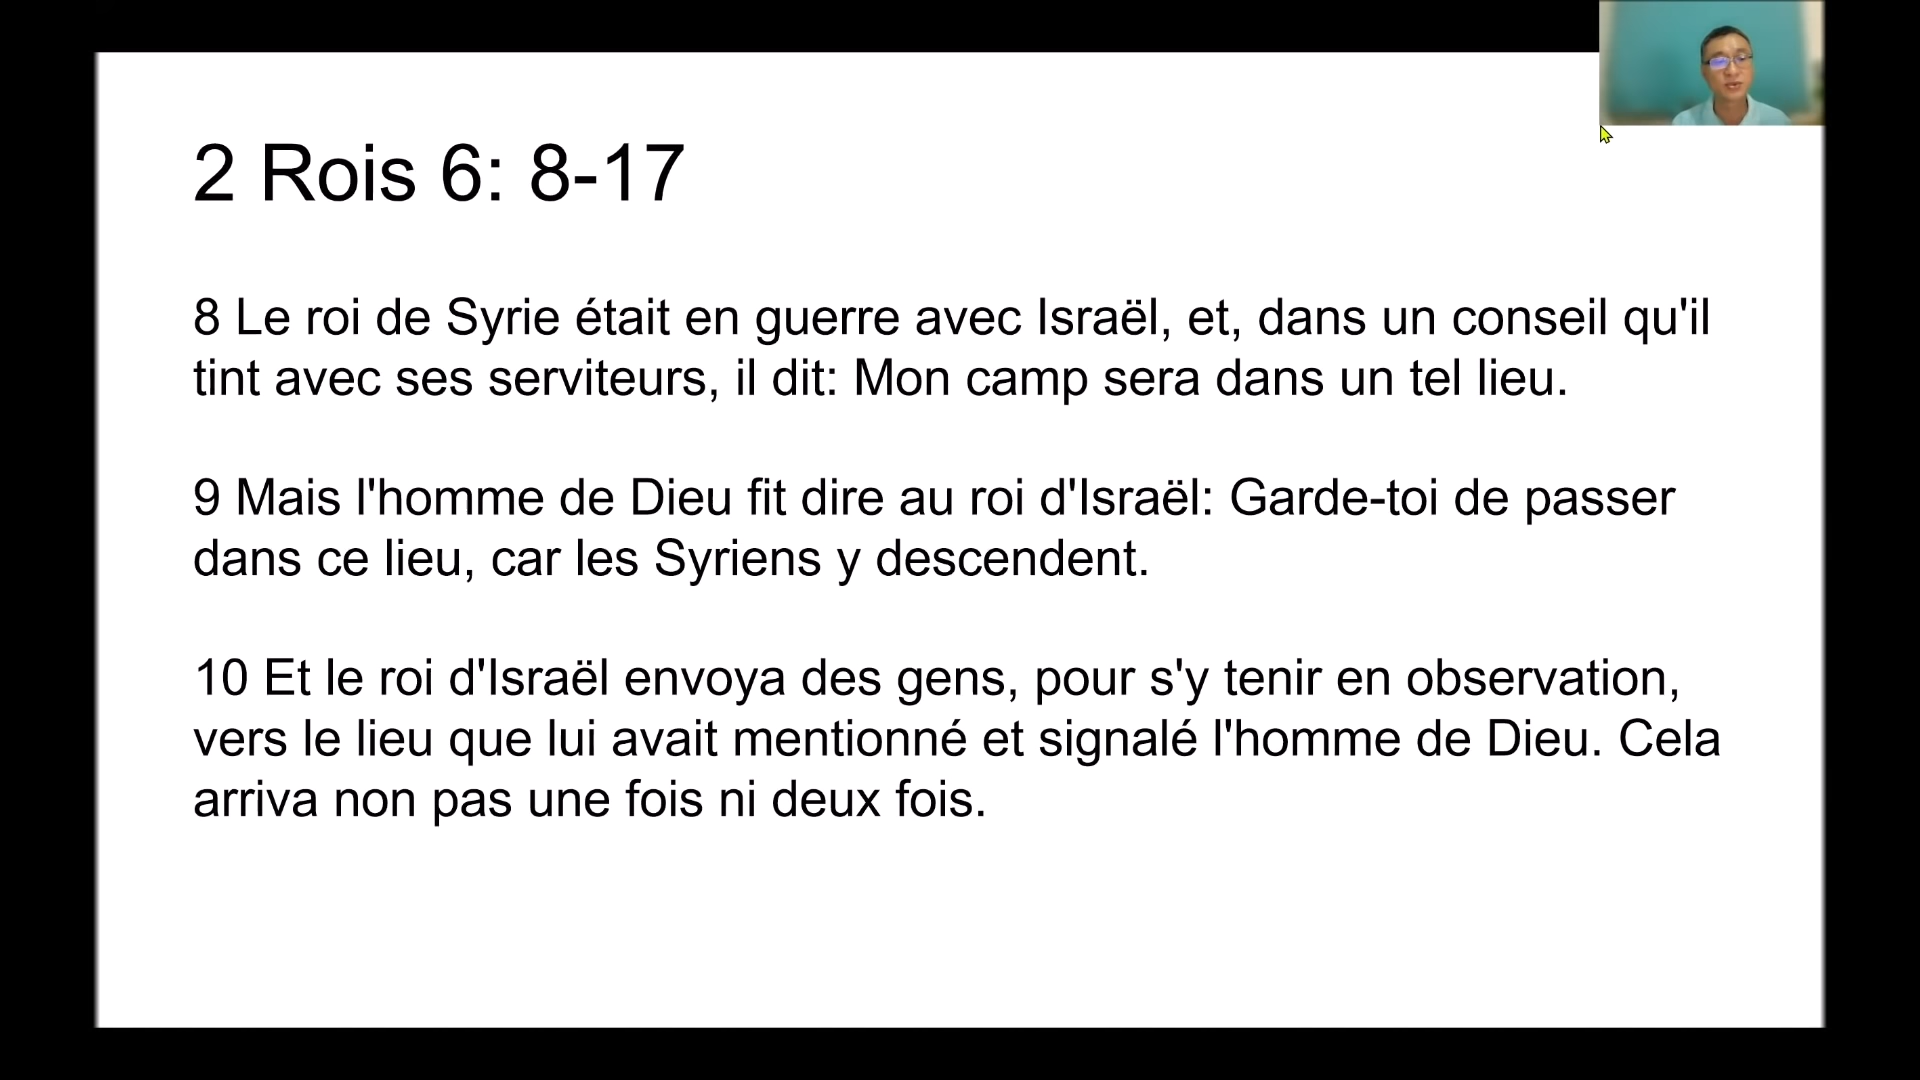 2 Rois 6: 8-17
8 Le roi de Syrie était en guerre avec Israël, et, dans un conseil qu'il
tint avec ses serviteurs, il dit: Mon camp sera dans un tel lieu.
9 Mais l'homme de Dieu fit dire au roi d'Israël: Garde-toi de passer
dans ce lieu, car les Syriens y descendent.
10 Et le roi d'Israël envoya des gens, pour s'y tenir en observation,
vers le lieu que lui avait mentionné et signalé l'homme de Dieu. Cela
arriva non pas une fois ni deux fois.